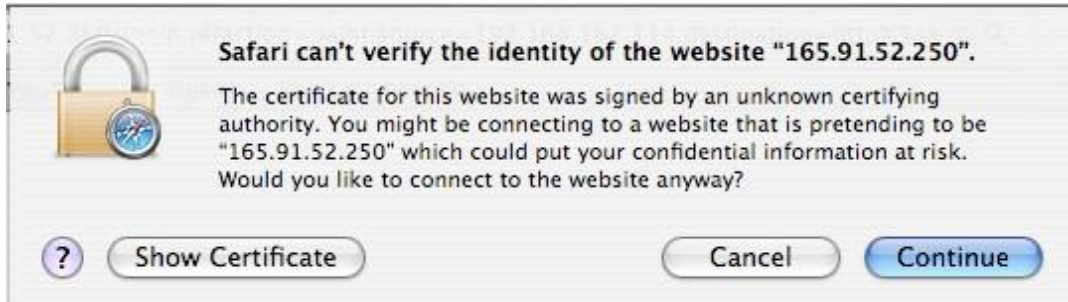 Safari can't verify the identity of the website “165.91.52.250”.
The certificate for this website was signed by an unknown certifying
authority. You might be connecting to a website that is pretending to be
“165.91.52.250” which could put your confidential information at risk.
Would you like to connect to the website anyway?
? Show Certificate Cancel Continue